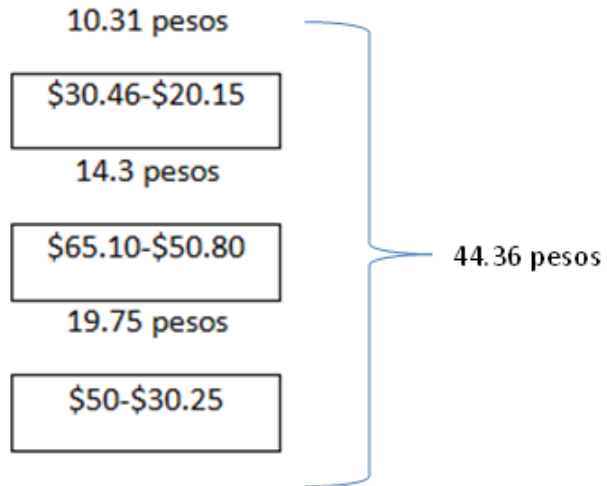 10.31 pesos
$30.46-$20.15
14.3 pesos
$65.10-$50.80
44.36 pesos
19.75 pesos
$50-$30.25